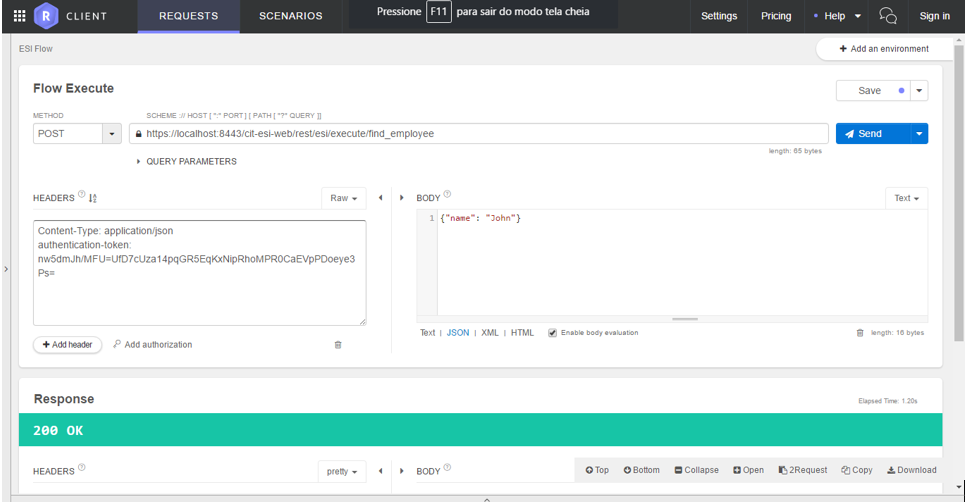 R CLIENT REQUESTS SCENARIOS Pressione F11 para sair do modo tela cheia Settings Pricing Help Sign in
ESI Flow
+ Add an environment
Flow Execute
Save
METHOD SCHEME :// HOST [ ":" PORT ] [ PATH [ "?" QUERY ]]
POST https://localhost:8443/cit-esi-web/rest/esi/execute/find_employee Send
length: 65 bytes
QUERY PARAMETERS
HEADERS ? Raw BODY ? Text
Content-Type: application/json
authentication-token:
nw5dmJh/MFU=UfD7cUza14pqGR5EqKxNipRhoMPR0CaEVpPDoeye3
Ps=
1 {"name": "John"}
Text | JSON | XML | HTML Enable body evaluation length: 16 bytes
+ Add header Add authorization
Response Elapsed Time: 1.20s
200 OK
HEADERS ? pretty BODY ? Top Bottom Collapse Open 2Request Copy Download